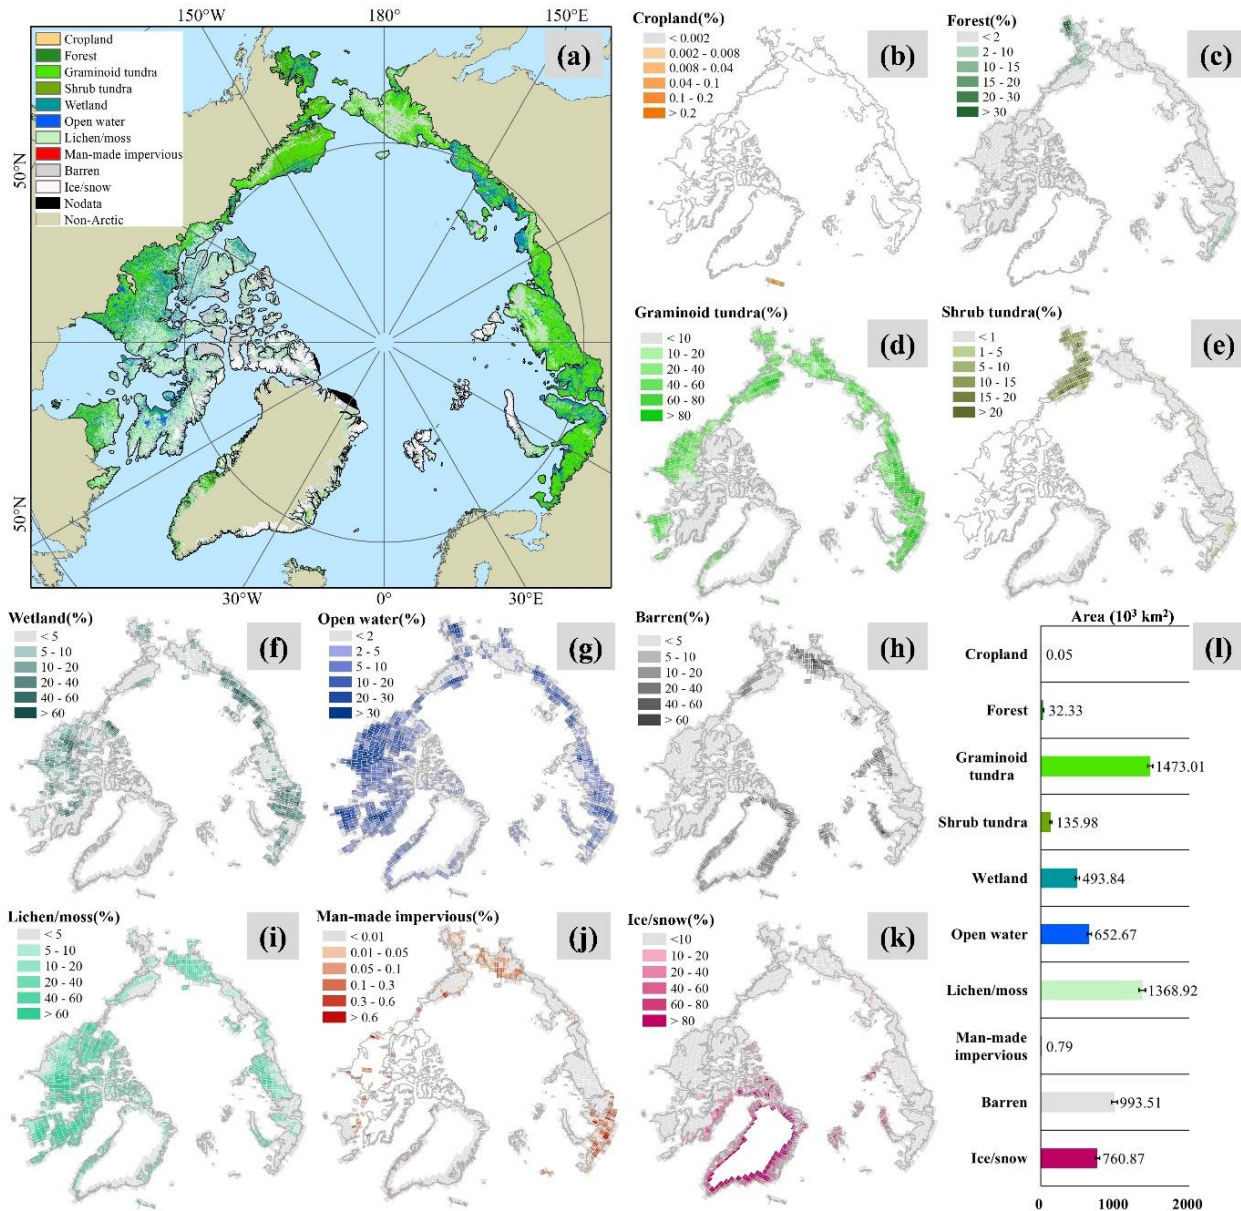 150°W
180°
150°E
Cropland
Forest
Graminoid tundra
Shrub tundra
Wetland
Open water
Lichen/moss
Man-made impervious
Barren
Ice/snow
Nodata
Non-Arctic
(a)
50°N
50°N
30°W
0°
30°E
Cropland(%)
< 0.002
0.002 - 0.008
0.008 - 0.04
0.04 - 0.1
0.1 - 0.2
> 0.2
(b)
Forest(%)
< 2
2 - 10
10 - 15
15 - 20
20 - 30
> 30
(c)
Graminoid tundra(%)
< 10
10 - 20
20 - 40
40 - 60
60 - 80
> 80
(d)
Shrub tundra(%)
< 1
1 - 5
5 - 10
10 - 15
15 - 20
> 20
(e)
Wetland(%)
< 5
5 - 10
10 - 20
20 - 40
40 - 60
> 60
(f)
Open water(%)
< 2
2 - 5
5 - 10
10 - 20
20 - 30
> 30
(g)
Barren(%)
< 5
5 - 10
10 - 20
20 - 40
40 - 60
> 60
(h)
Lichen/moss(%)
< 5
5 - 10
10 - 20
20 - 40
40 - 60
> 60
(i)
Man-made impervious(%)
< 0.01
0.01 - 0.05
0.05 - 0.1
0.1 - 0.3
0.3 - 0.6
> 0.6
(j)
Ice/snow(%)
<10
10 - 20
20 - 40
40 - 60
60 - 80
> 80
(k)
Area (10³ km²)
(l)
Cropland
0.05
Forest
32.33
Graminoid
tundra
1473.01
Shrub tundra
135.98
Wetland
493.84
Open water
652.67
Lichen/moss
1368.92
Man-made
impervious
0.79
Barren
993.51
Ice/snow
760.87
0
1000
2000